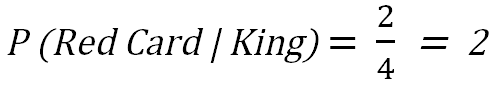 P (Red Card / King) = 2/4 = 2